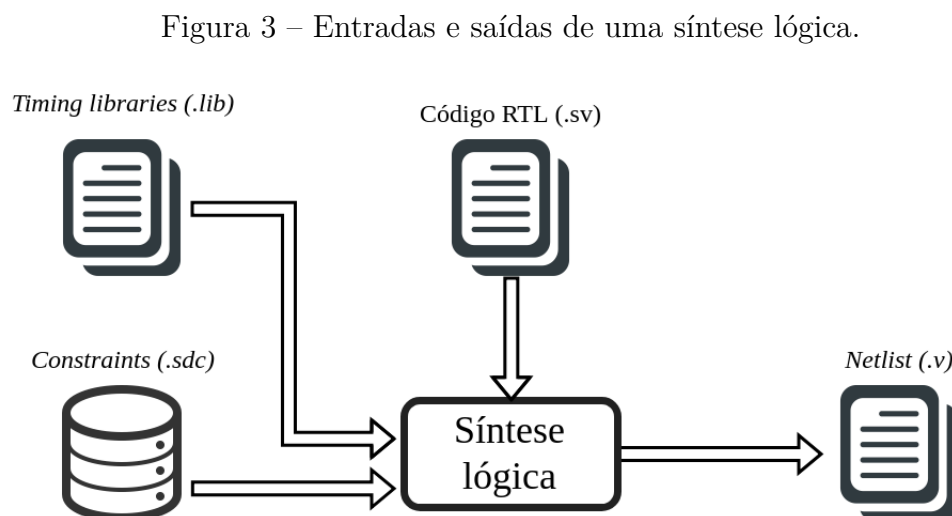 Figura 3 – Entradas e saídas de uma síntese lógica.
Timing libraries (.lib)
Código RTL (.sv)
Constraints (.sdc)
Netlist (.v)
Síntese
lógica